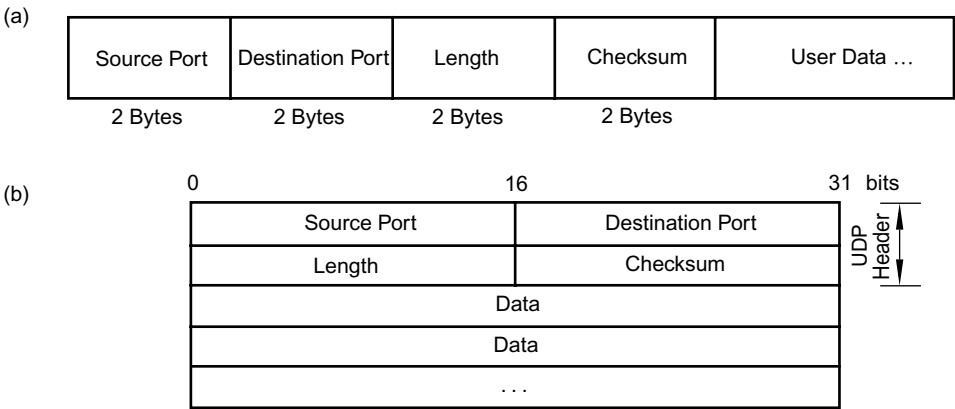 (a)
Source Port Destination Port Length Checksum User Data …
2 Bytes 2 Bytes 2 Bytes 2 Bytes
(b)
0 16 31 bits
Source Port Destination Port
Length Checksum
UDP
Header
Data
Data
...